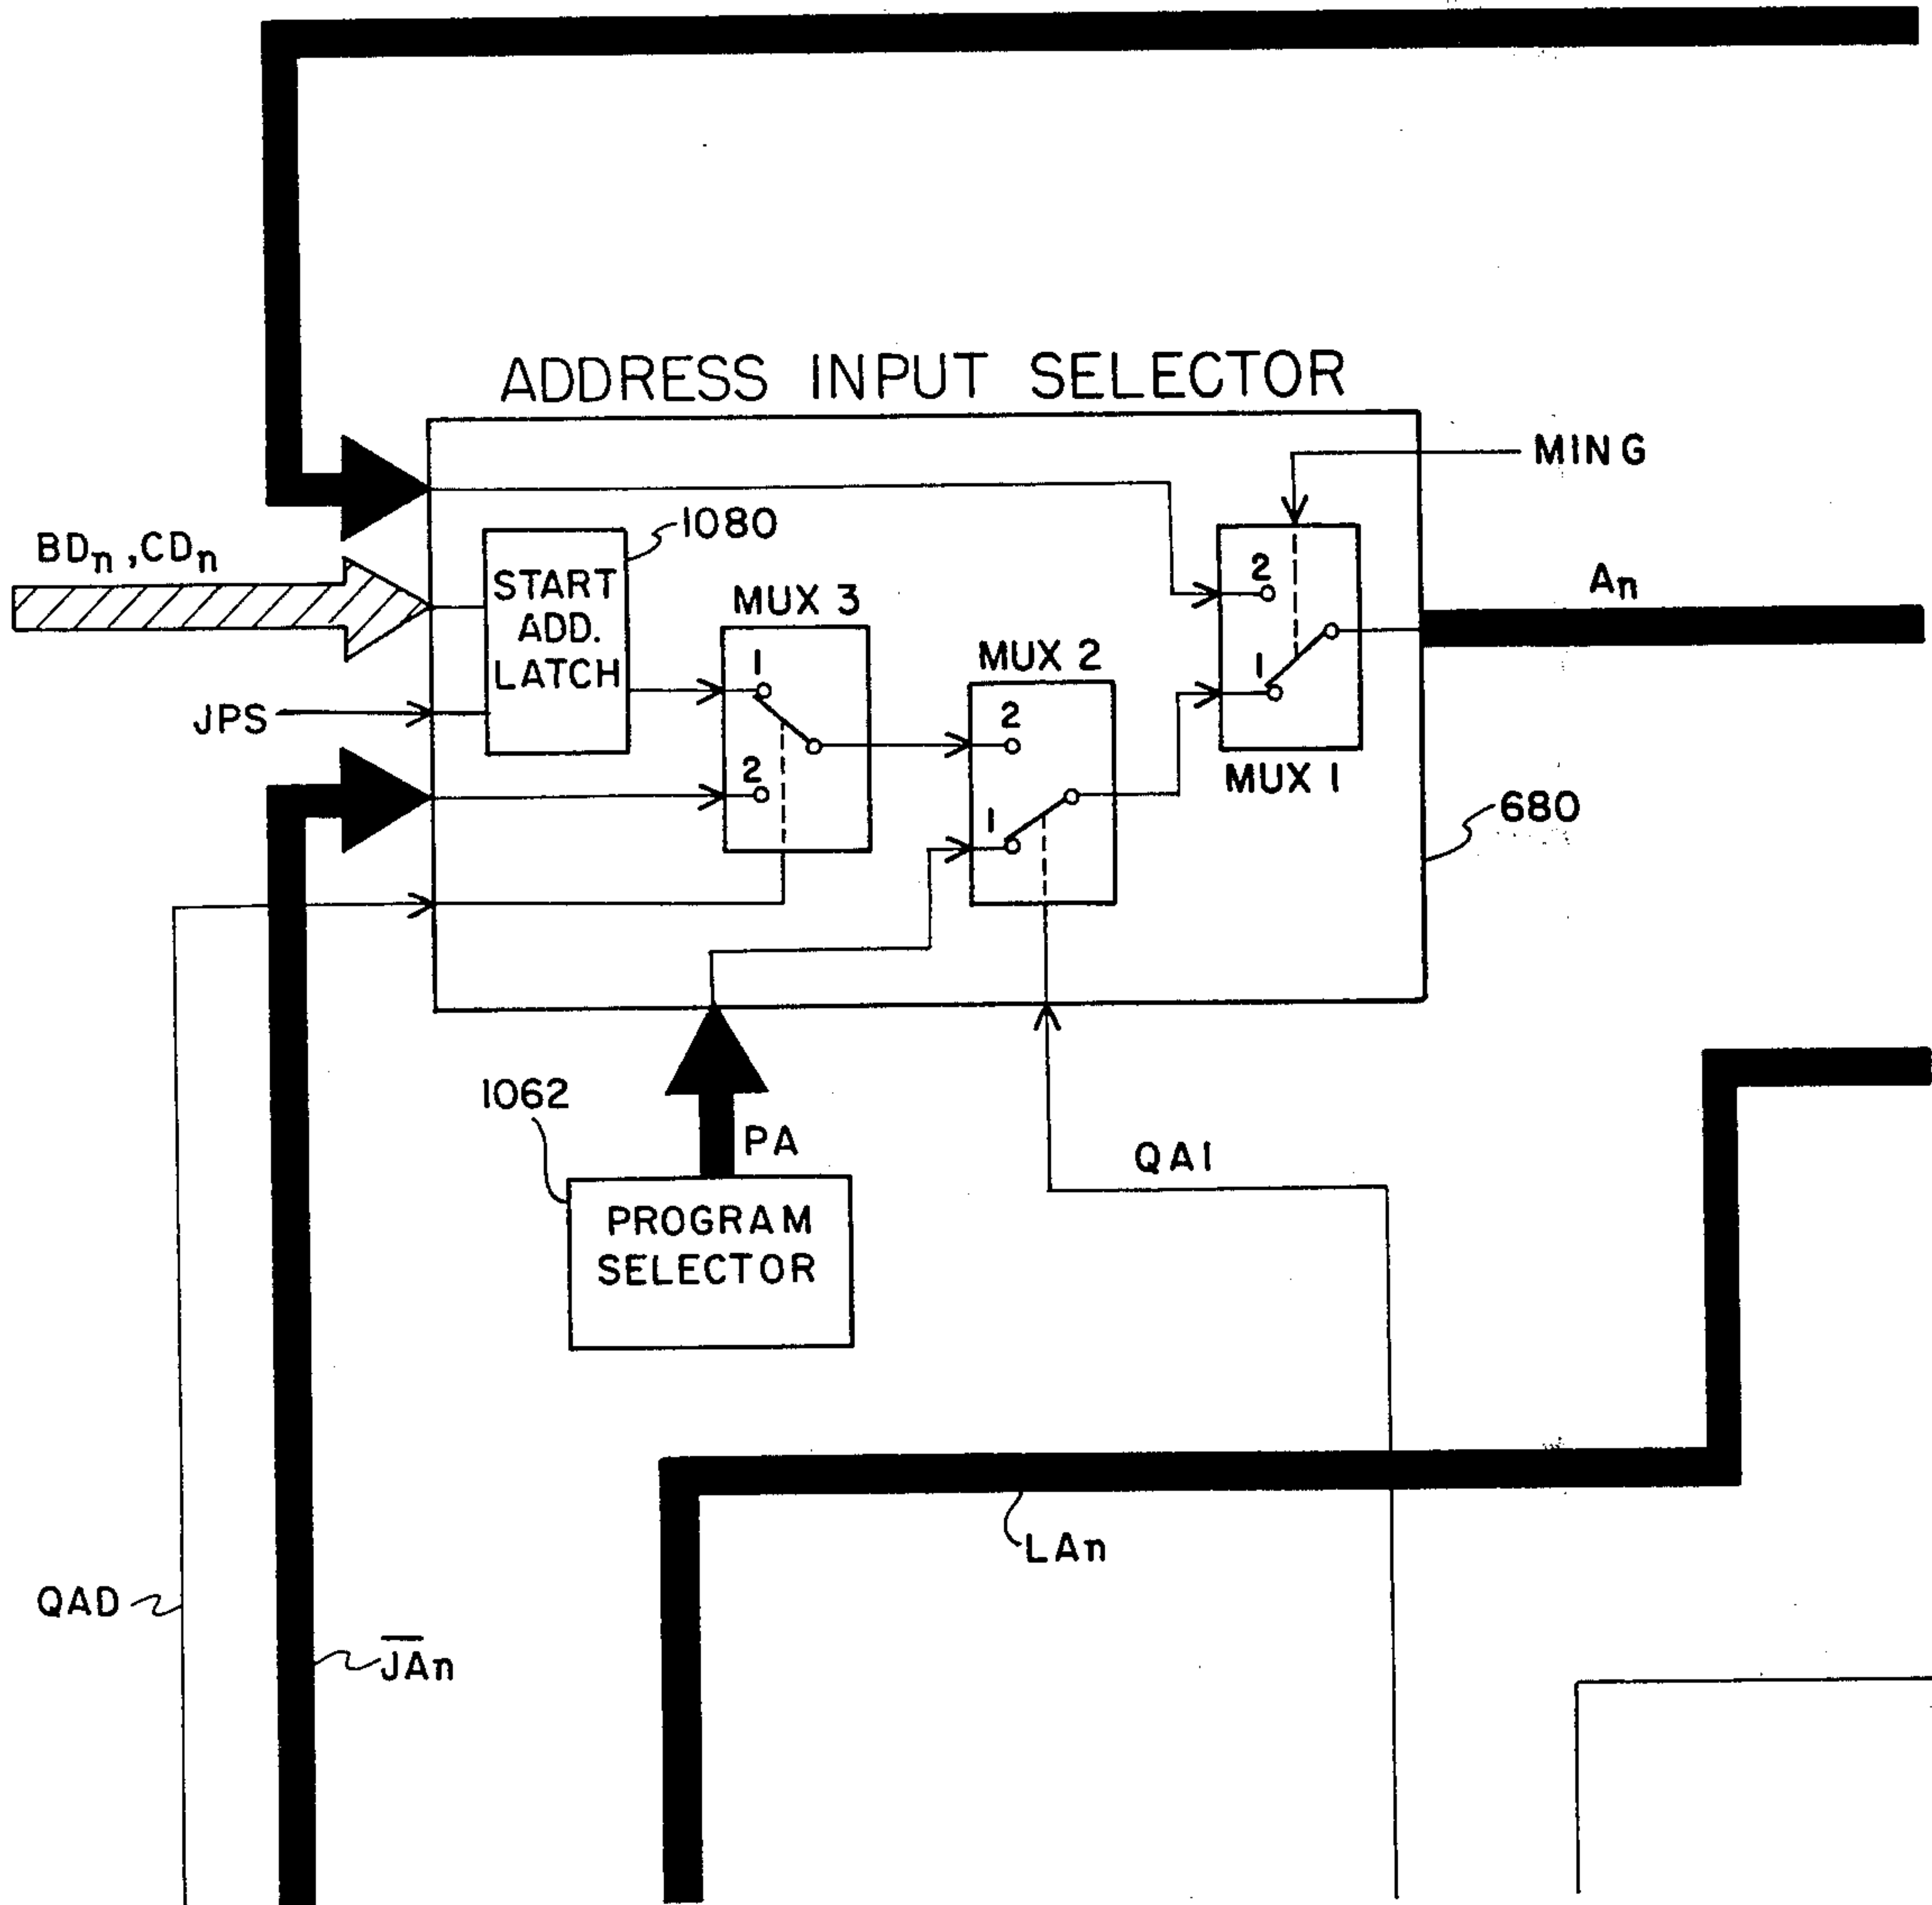 ADDRESS INPUT SELECTOR
MING
1080
BDn ,CDn
START
ADD.
LATCH
MUX 3
2
An
1
MUX 2
1
JPS
2
2
MUX 1
1
680
1062
PA
QA1
PROGRAM
SELECTOR
LAn
QAD
J̅A̅n